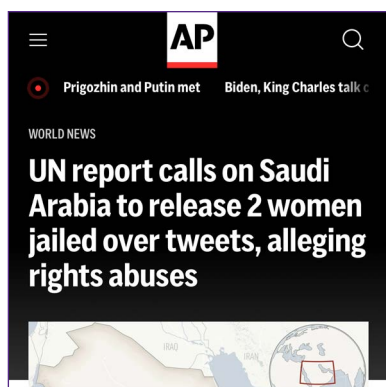 AP
Prigozhin and Putin met Biden, King Charles talk
WORLD NEWS
UN report calls on Saudi
Arabia to release 2 women
jailed over tweets, alleging
rights abuses
IRAQ
IRAN